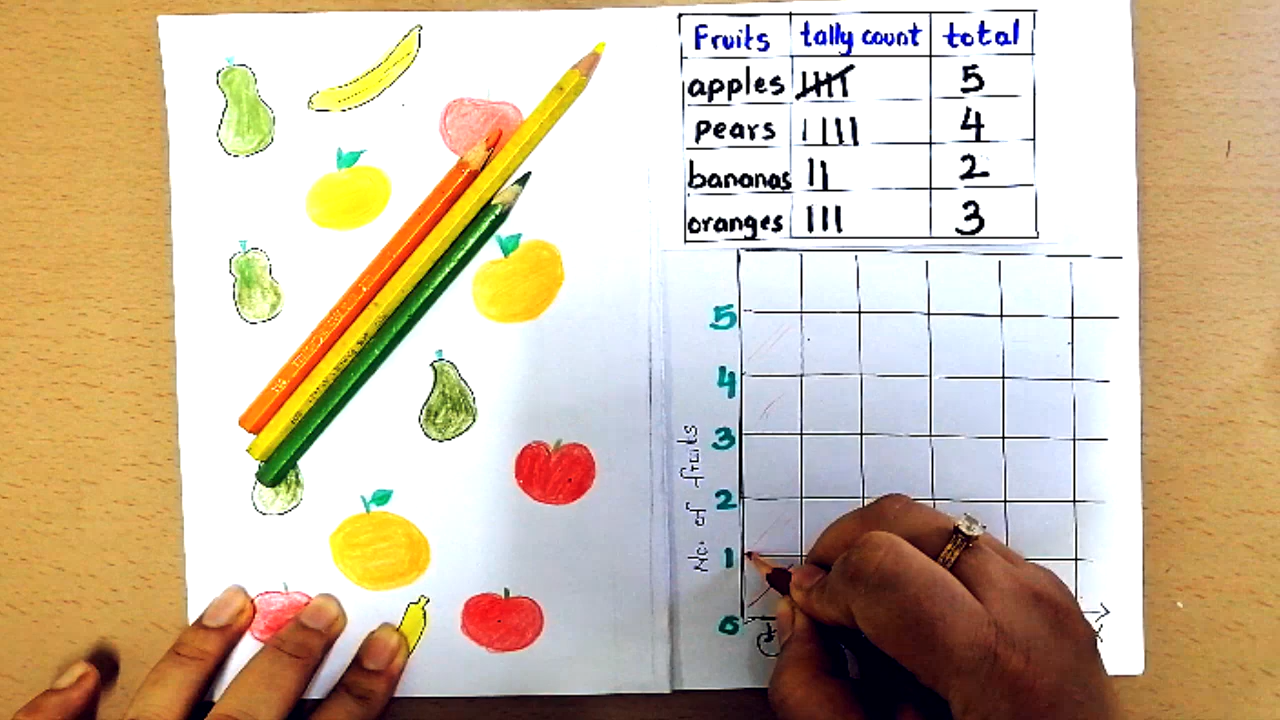 Fruits tally count total
apples 5
pears 4
bananas 2
oranges 3
5
4
3
2
1
0
No. of fruits